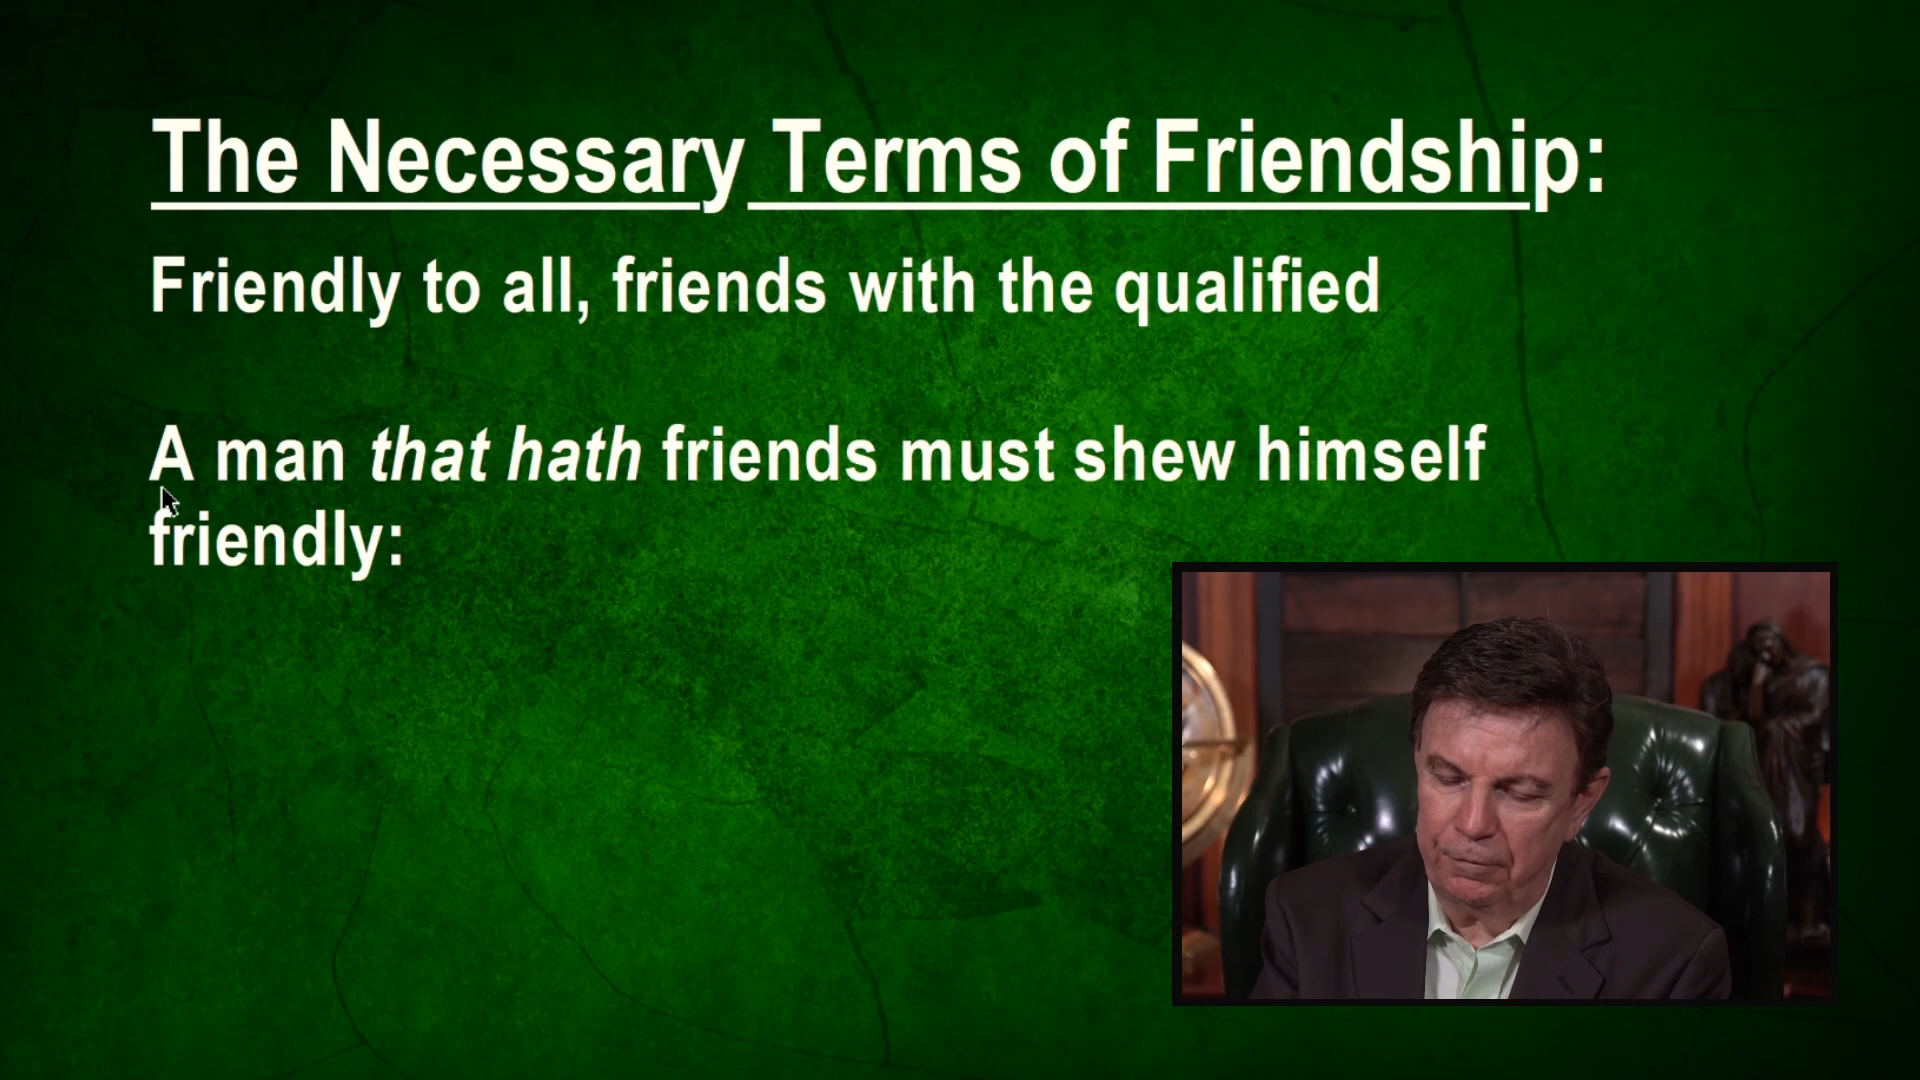 The Necessary Terms of Friendship:
Friendly to all, friends with the qualified
A man that hath friends must shew himself
friendly: